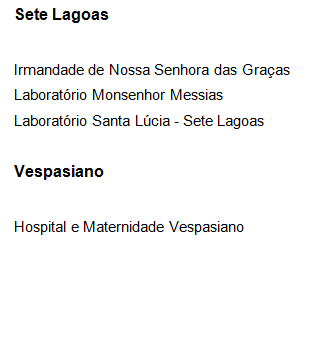 Sete Lagoas
Irmandade de Nossa Senhora das Graças
Laboratório Monsenhor Messias
Laboratório Santa Lúcia - Sete Lagoas
Vespasiano
Hospital e Maternidade Vespasiano